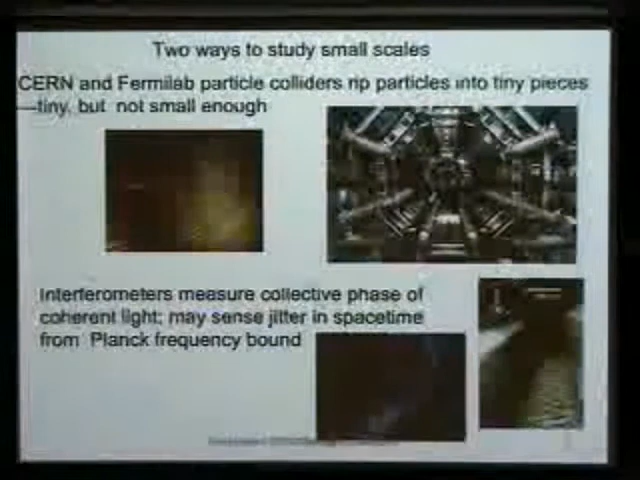 Two ways to study small scales
CERN and Fermilab particle colliders rip particles into tiny pieces
—tiny, but not small enough
Interferometers measure collective phase of
coherent light; may sense jitter in spacetime
from Planck frequency bound